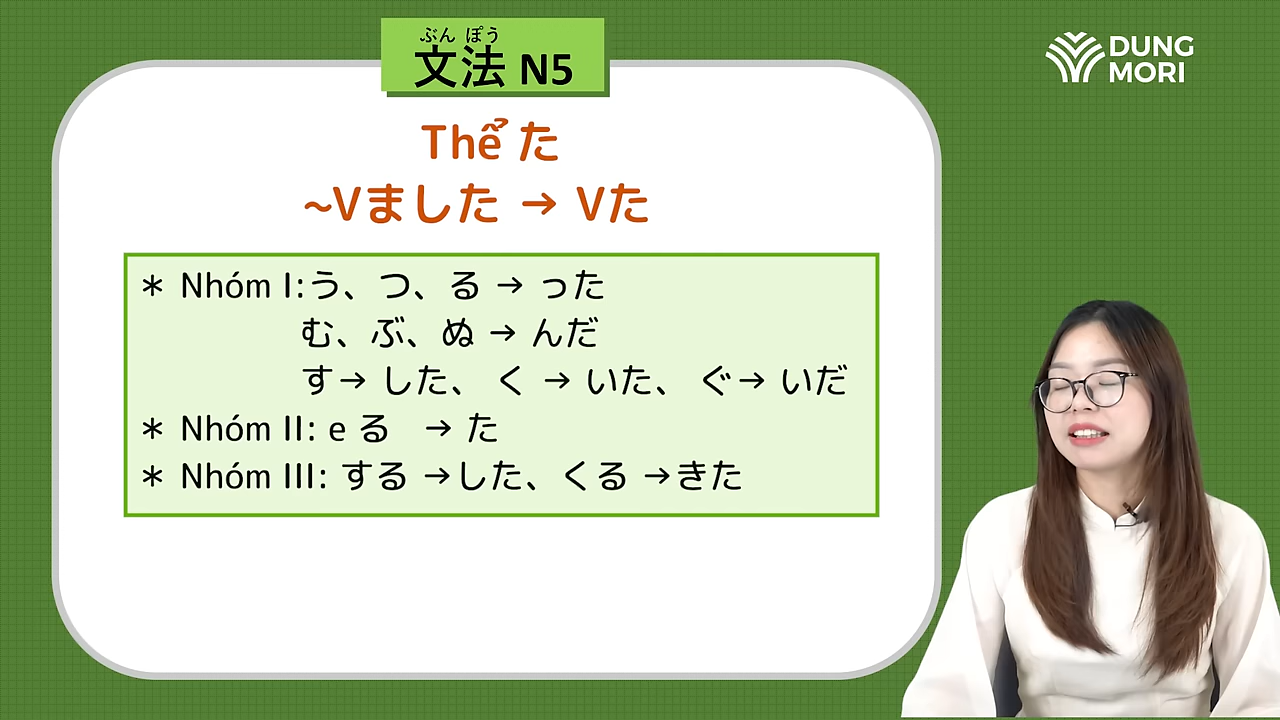 ぶん ぽう
文法 N5
DUNG
MORI
Thể た
~Vました → Vた
* Nhóm I:う、つ、る → った
む、ぶ、ぬ → んだ
す→ した、 く → いた、 ぐ→ いだ
* Nhóm II: e る → た
* Nhóm III: する →した、くる →きた